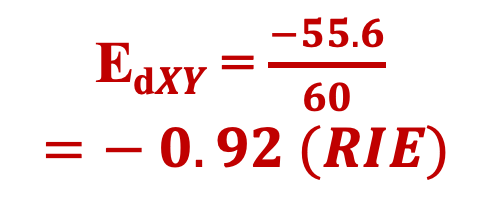 E_dXY = −55.6/60
= − 0.92 (RIE)